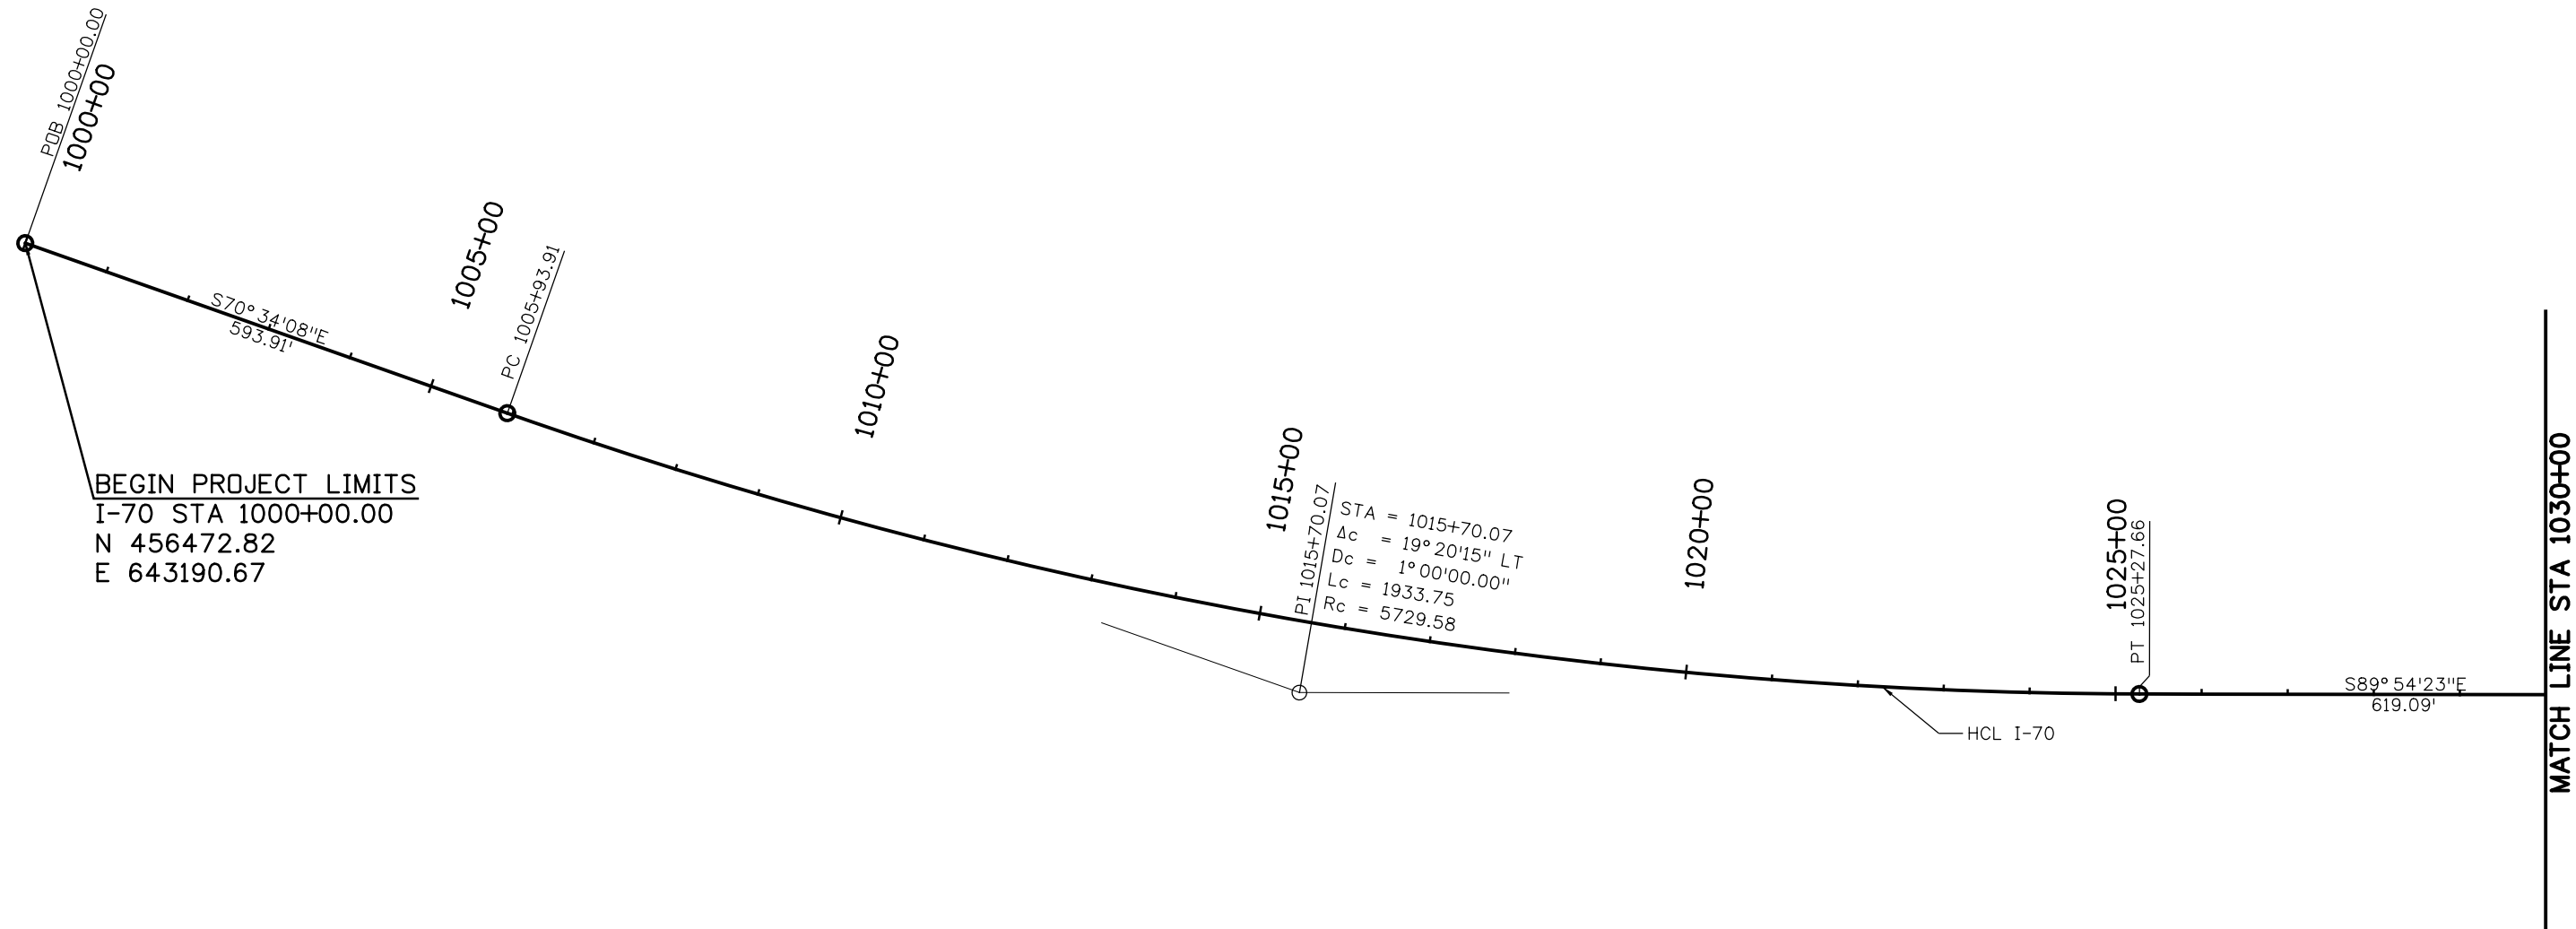 POB 1000+00.00
1000+00
S70°34'08"E
593.91'
BEGIN PROJECT LIMITS
I-70 STA 1000+00.00
N 456472.82
E 643190.67
1005+00
PC 1005+93.91
1010+00
1015+00
PI 1015+70.07
STA = 1015+70.07
Δc = 19°20'15" LT
Dc = 1°00'00.00"
Lc = 1933.75
Rc = 5729.58
1020+00
HCL I-70
1025+00
PT 1025+27.66
S89°54'23"E
619.09'
MATCH LINE STA 1030+00